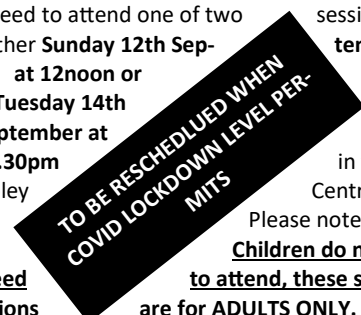 eed to attend one of two sessi
ther Sunday 12th Sep-
at 12noon or
Tuesday 14th
ptember at
.30pm in
ley Centr
Please note
Children do n
eed to attend, these s
ions are for ADULTS ONLY.
TO BE RESCHEDLUED WHEN
COVID LOCKDOWN LEVEL PER-
MITS